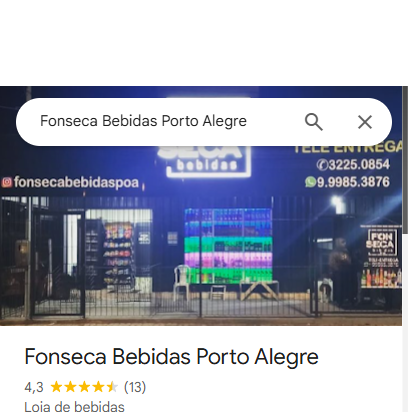 Fonseca Bebidas Porto Alegre
SECA
bebidas
TELE ENTREGA
3225.0854
9.9985.3876
fonsecabebidaspoa
FON
SECA
Fonseca Bebidas Porto Alegre
4,3 (13)
Loja de bebidas